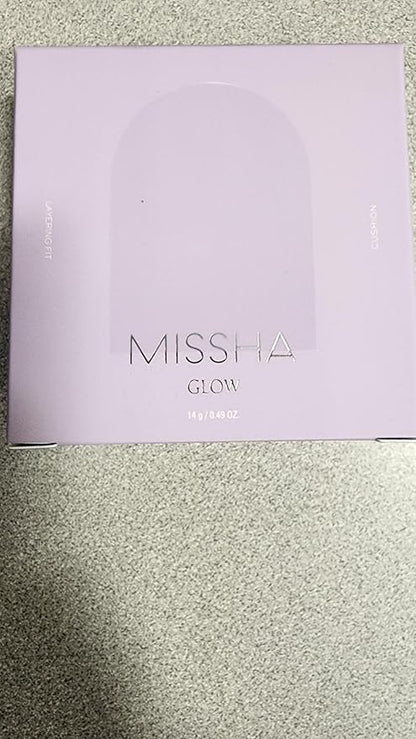 LAYERING FIT
CUSHION
MISSHA
GLOW
14 g / 0.49 OZ.